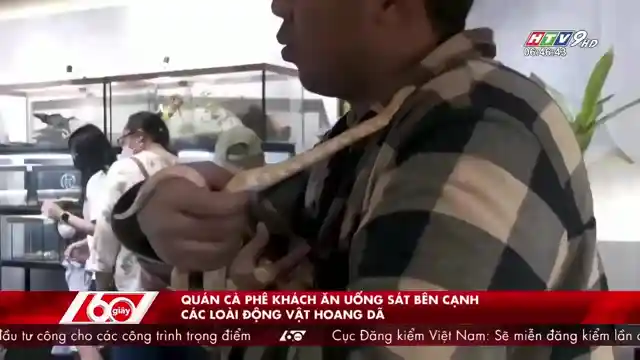 HTV9HD
06:46:43
60 giây
QUÁN CÀ PHÊ KHÁCH ĂN UỐNG SÁT BÊN CẠNH
CÁC LOÀI ĐỘNG VẬT HOANG DÃ
đầu tư công cho các công trình trọng điểm Cục Đăng kiểm Việt Nam: Sẽ miễn đăng kiểm lần